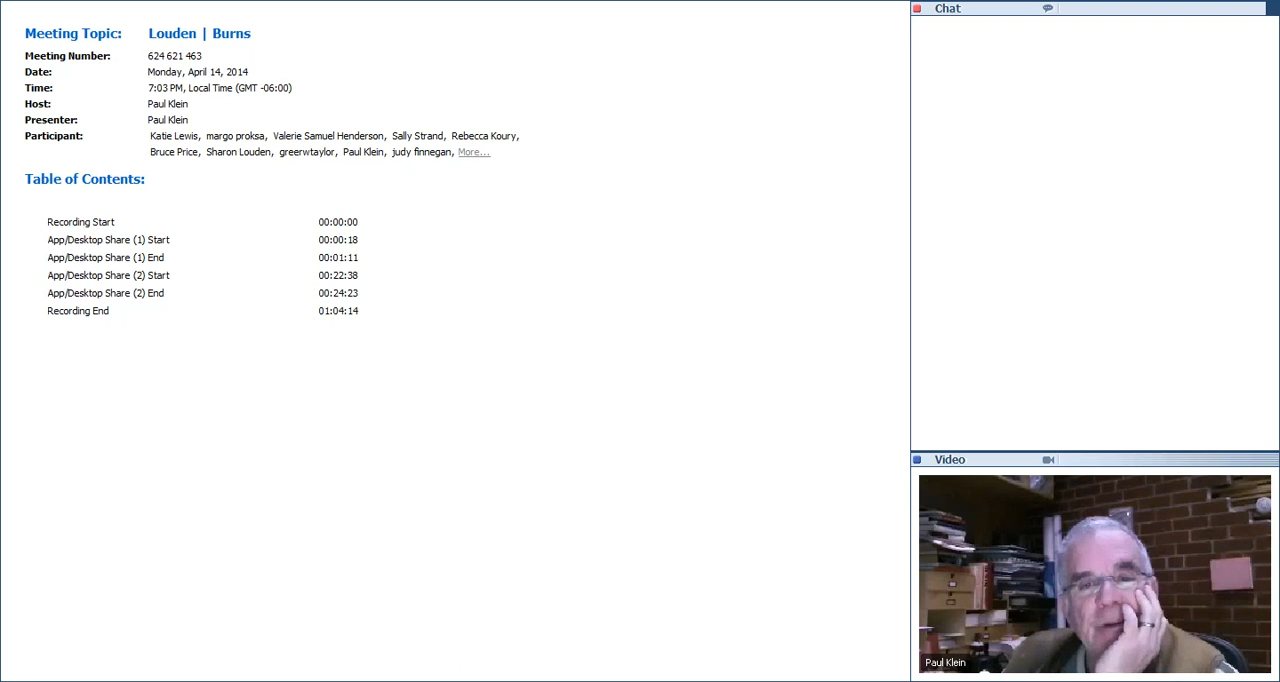 Meeting Topic: Louden | Burns
Meeting Number: 624 621 463
Date: Monday, April 14, 2014
Time: 7:03 PM, Local Time (GMT -06:00)
Host: Paul Klein
Presenter: Paul Klein
Participant: Katie Lewis, margo proksa, Valerie Samuel Henderson, Sally Strand, Rebecca Koury,
Bruce Price, Sharon Louden, greerwtaylor, Paul Klein, judy finnegan, More...
Table of Contents:
Recording Start 00:00:00
App/Desktop Share (1) Start 00:00:18
App/Desktop Share (1) End 00:01:11
App/Desktop Share (2) Start 00:22:38
App/Desktop Share (2) End 00:24:23
Recording End 01:04:14
Chat
Video
Paul Klein